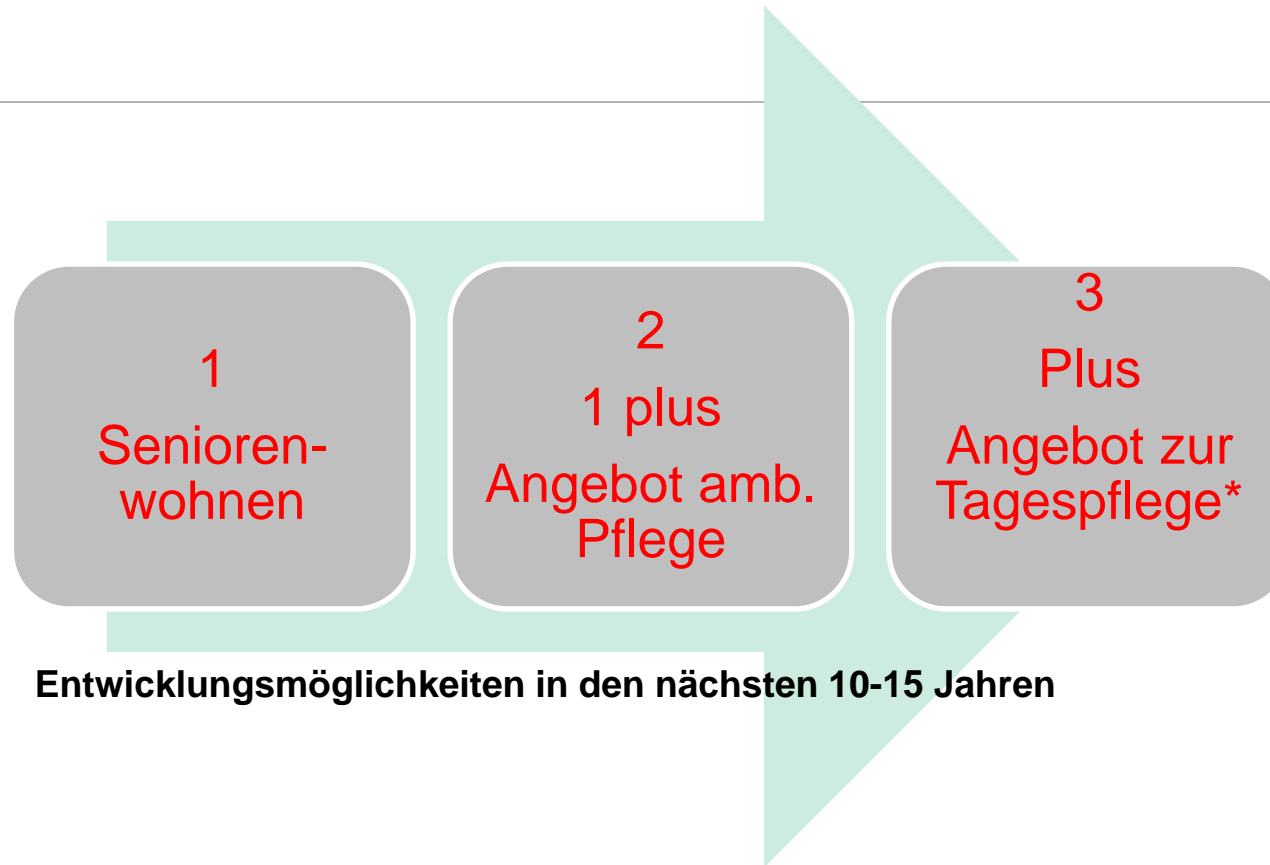 1
Senioren-
wohnen
2
1 plus
Angebot amb.
Pflege
3
Plus
Angebot zur
Tagespflege*
Entwicklungsmöglichkeiten in den nächsten 10-15 Jahren